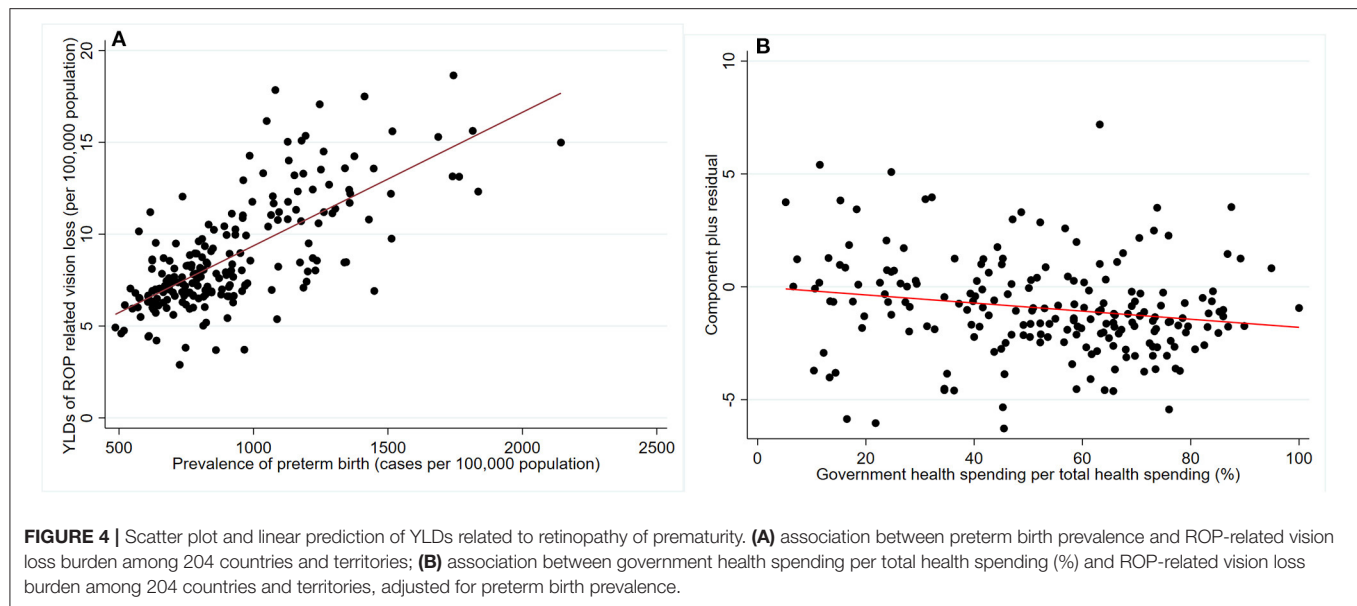 A
YLDs of ROP related vision loss (per 100,000 population)
20
15
10
5
0
500
1000
1500
2000
2500
Prevalence of preterm birth (cases per 100,000 population)
B
Component plus residual
10
5
0
-5
0
20
40
60
80
100
Government health spending per total health spending (%)
FIGURE 4 | Scatter plot and linear prediction of YLDs related to retinopathy of prematurity. (A) association between preterm birth prevalence and ROP-related vision
loss burden among 204 countries and territories; (B) association between government health spending per total health spending (%) and ROP-related vision loss
burden among 204 countries and territories, adjusted for preterm birth prevalence.